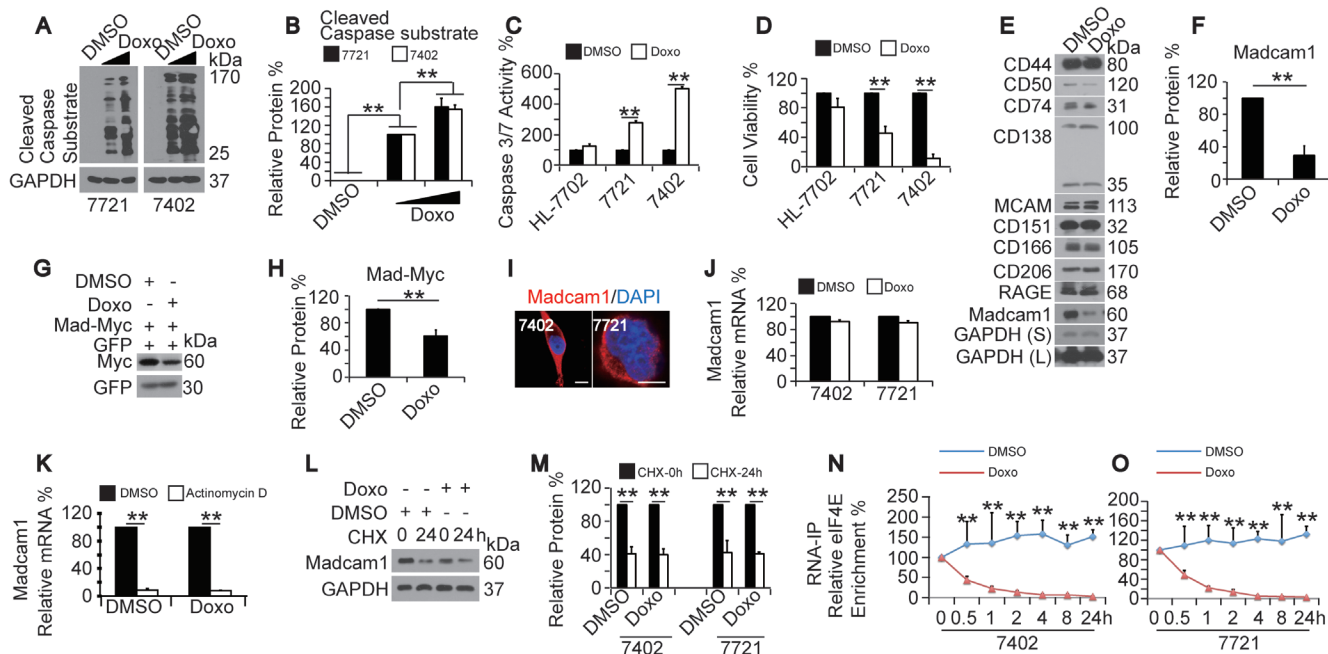 A
DMSO
Doxo
DMSO
Doxo
kDa
170
Cleaved
Caspase
Substrate
25
GAPDH
37
7721 7402
B
Cleaved
Caspase substrate
7721 7402
Relative Protein %
200
160
120
80
40
0
**
**
DMSO
Doxo
C
DMSO Doxo
Caspase 3/7 Activity %
600
400
200
0
**
**
HL-7702
7721
7402
D
DMSO Doxo
Cell Viability %
120
100
80
60
40
20
0
**
**
HL-7702
7721
7402
E
DMSO
Doxo
kDa
CD44 80
CD50 120
CD74 31
CD138 100
35
MCAM 113
CD151 32
CD166 105
CD206 170
RAGE 68
Madcam1 60
GAPDH (S) 37
GAPDH (L) 37
F
Madcam1
Relative Protein %
120
80
40
0
**
DMSO
Doxo
G
DMSO + -
Doxo - +
Mad-Myc + +
GFP + + kDa
Myc 60
GFP 30
H
Mad-Myc
Relative Protein %
120
80
40
0
**
DMSO
Doxo
I
Madcam1/DAPI
7402 7721
J
DMSO Doxo
Madcam1
Relative mRNA %
120
80
40
0
7402 7721
K
DMSO Actinomycin D
Madcam1
Relative mRNA %
120
80
40
0
**
**
DMSO Doxo
L
Doxo - - + +
DMSO + + - -
CHX 0 24 0 24h
kDa
Madcam1 60
GAPDH 37
M
CHX-0h CHX-24h
Relative Protein %
100
80
60
40
20
0
** ** ** **
DMSO
Doxo
DMSO
Doxo
7402 7721
N
DMSO
Doxo
RNA-IP
Relative eIF4E
Enrichment %
250
200
150
100
50
0
** ** ** ** ** **
0 0.5 1 2 4 8 24h
7402
O
DMSO
Doxo
200
160
120
80
40
0
** ** ** ** ** **
0 0.5 1 2 4 8 24h
7721